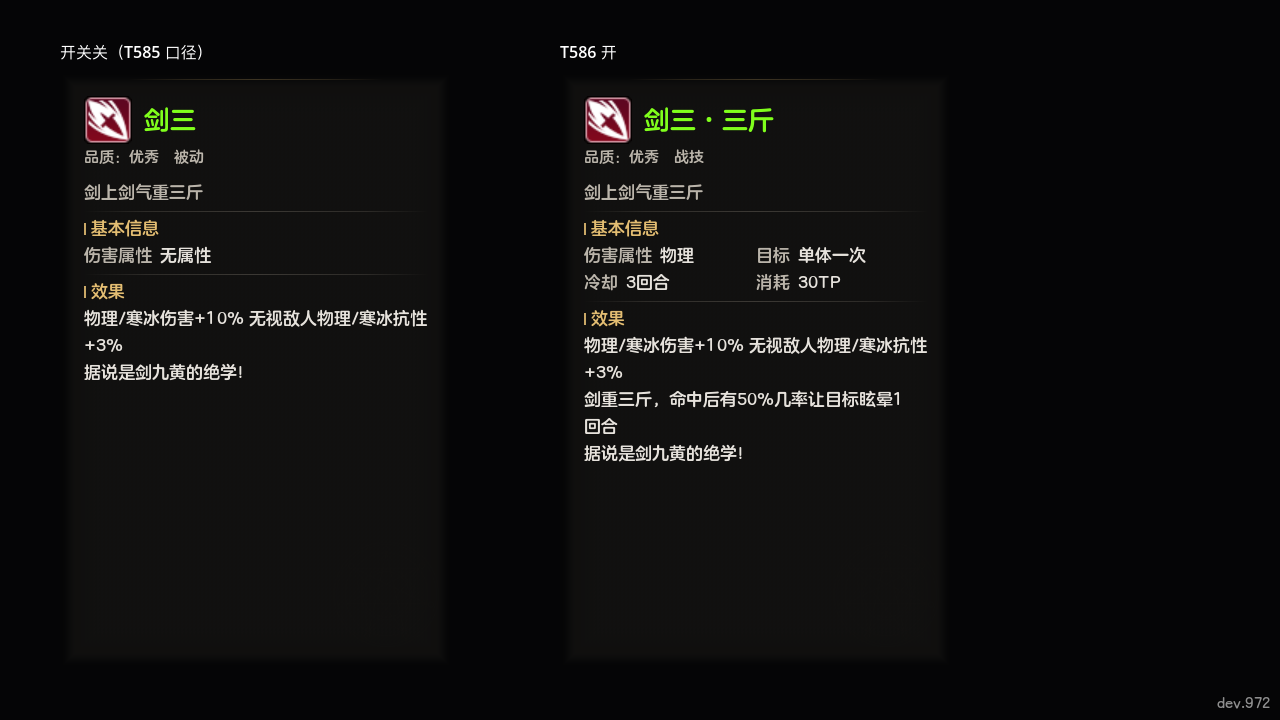 开关关（T585 口径）
剑三
品质：优秀 被动
剑上剑气重三斤
基本信息
伤害属性 无属性
效果
物理/寒冰伤害+10% 无视敌人物理/寒冰抗性
+3%
据说是剑九黄的绝学!
T586 开
剑三·三斤
品质：优秀 战技
剑上剑气重三斤
基本信息
伤害属性 物理 目标 单体一次
冷却 3回合 消耗 30TP
效果
物理/寒冰伤害+10% 无视敌人物理/寒冰抗性
+3%
剑重三斤，命中后有50%几率让目标眩晕1
回合
据说是剑九黄的绝学!
dev.972